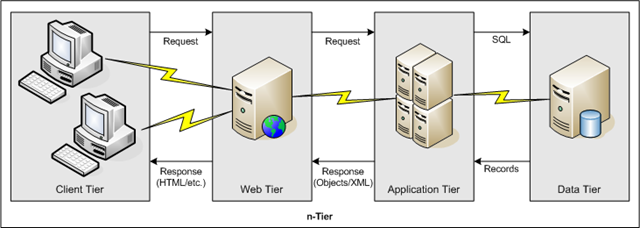 Request
Request
SQL
Response
(HTML/etc.)
Response
(Objects/XML)
Records
Client Tier
Web Tier
Application Tier
Data Tier
n-Tier